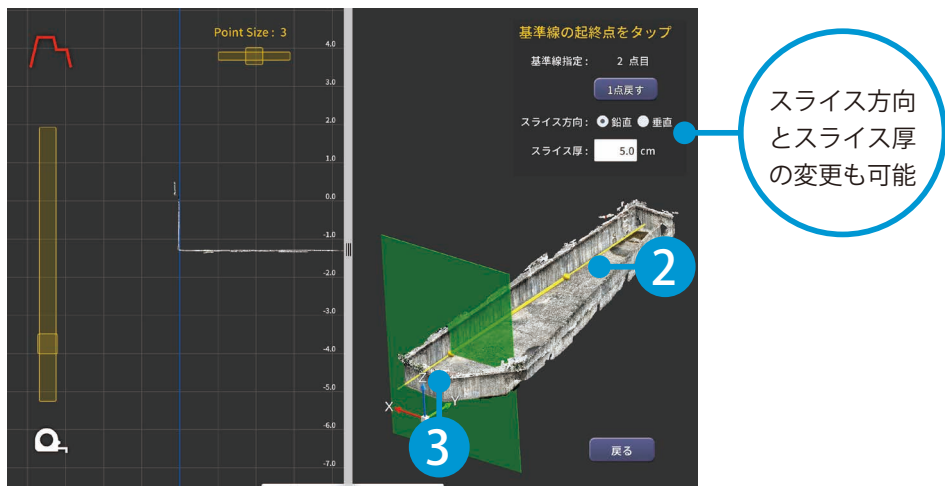 Point Size : 3
4.0
3.0
2.0
1.0
0.0
-1.0
-2.0
-3.0
-4.0
-5.0
-6.0
-7.0
基準線の起終点をタップ
基準線指定： 2 点目
1点戻す
スライス方向： 鉛直 垂直
スライス厚： 5.0 cm
2
Z
X
Y
3
戻る
スライス方向
とスライス厚
の変更も可能